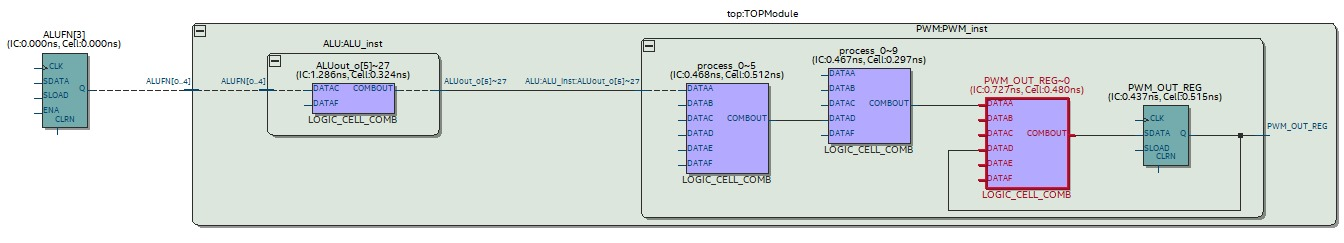 top:TOPModule
ALUFN[3]
(IC:0.000ns, Cell:0.000ns)
CLK
SDATA
SLOAD
ENA
CLRN
Q
ALUFN[0..4]
ALU:ALU_inst
ALUFN[0..4]
ALUout_o[5]~27
(IC:1.286ns, Cell:0.324ns)
DATAC
COMBOUT
DATAF
LOGIC_CELL_COMB
ALUout_o[5]~27
PWM:PWM_inst
ALU:ALU_inst:ALUout_o[5]~27
process_0~5
(IC:0.468ns, Cell:0.512ns)
DATAA
DATAB
DATAC
COMBOUT
DATAD
DATAE
DATAF
LOGIC_CELL_COMB
process_0~9
(IC:0.467ns, Cell:0.297ns)
DATAA
DATAB
DATAC
COMBOUT
DATAD
DATAF
LOGIC_CELL_COMB
PWM_OUT_REG~0
(IC:0.727ns, Cell:0.480ns)
DATAA
DATAB
DATAC
COMBOUT
DATAD
DATAE
DATAF
LOGIC_CELL_COMB
PWM_OUT_REG
(IC:0.437ns, Cell:0.515ns)
CLK
SDATA
Q
SLOAD
CLRN
PWM_OUT_REG